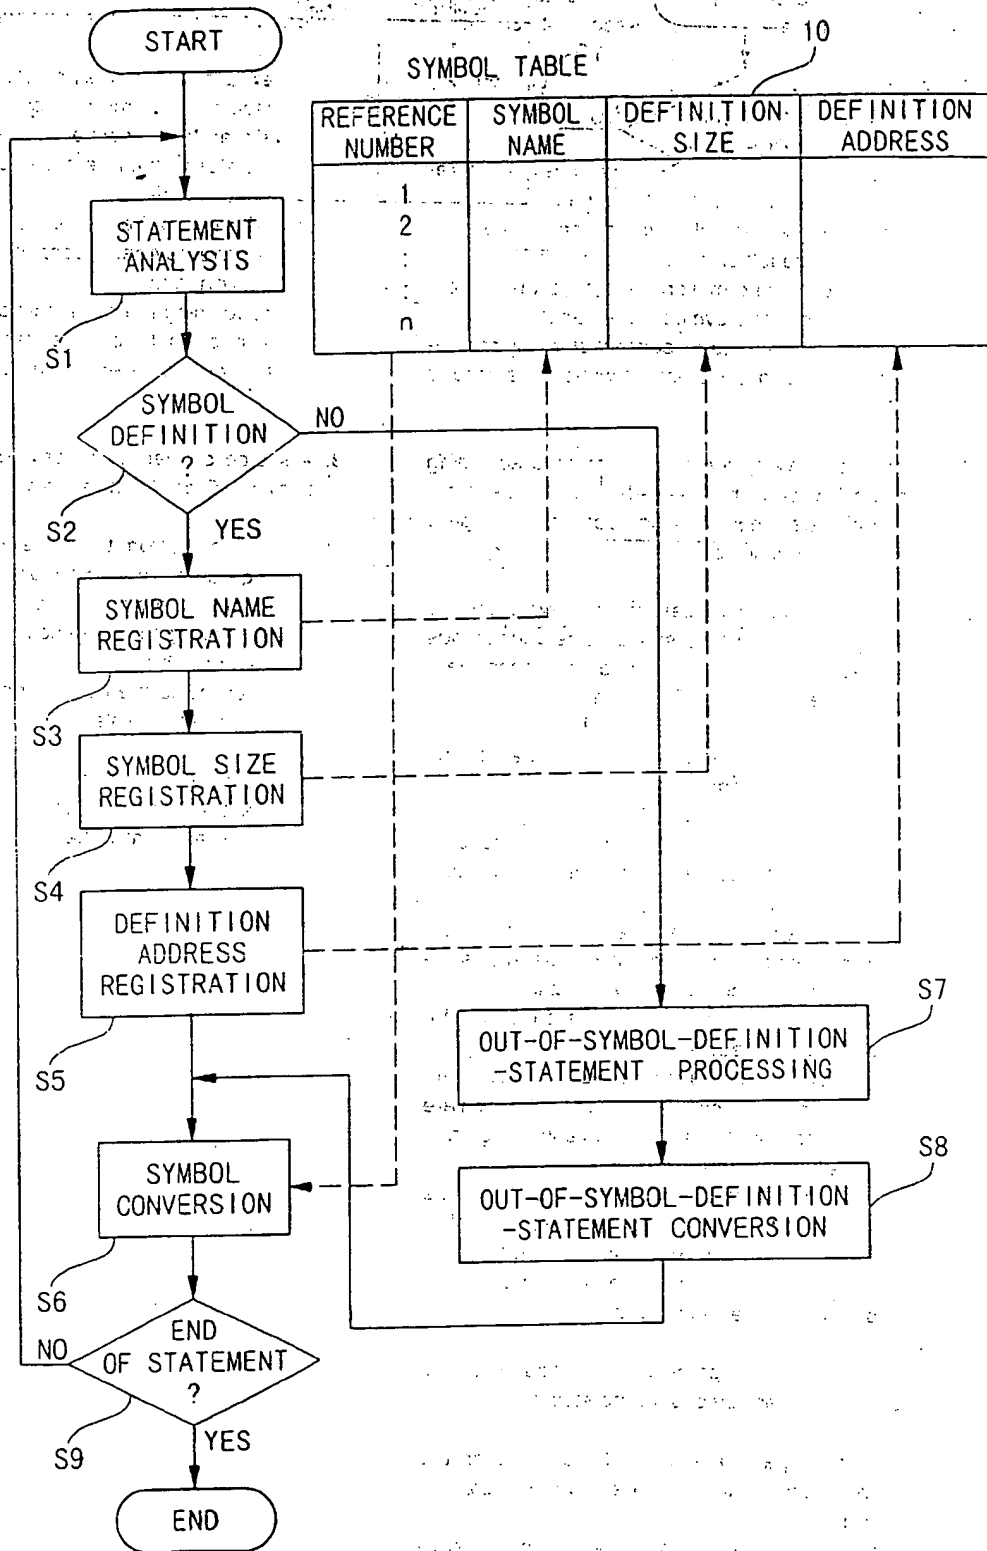 START
10
SYMBOL TABLE
REFERENCE NUMBER
SYMBOL NAME
DEFINITION SIZE
DEFINITION ADDRESS
1
2
:
:
n
STATEMENT
ANALYSIS
S1
SYMBOL
DEFINITION
?
NO
S2
YES
SYMBOL NAME
REGISTRATION
S3
SYMBOL SIZE
REGISTRATION
S4
DEFINITION
ADDRESS
REGISTRATION
S5
S7
OUT-OF-SYMBOL-DEFINITION
-STATEMENT PROCESSING
S8
OUT-OF-SYMBOL-DEFINITION
-STATEMENT CONVERSION
SYMBOL
CONVERSION
S6
END
OF STATEMENT
?
NO
S9
YES
END